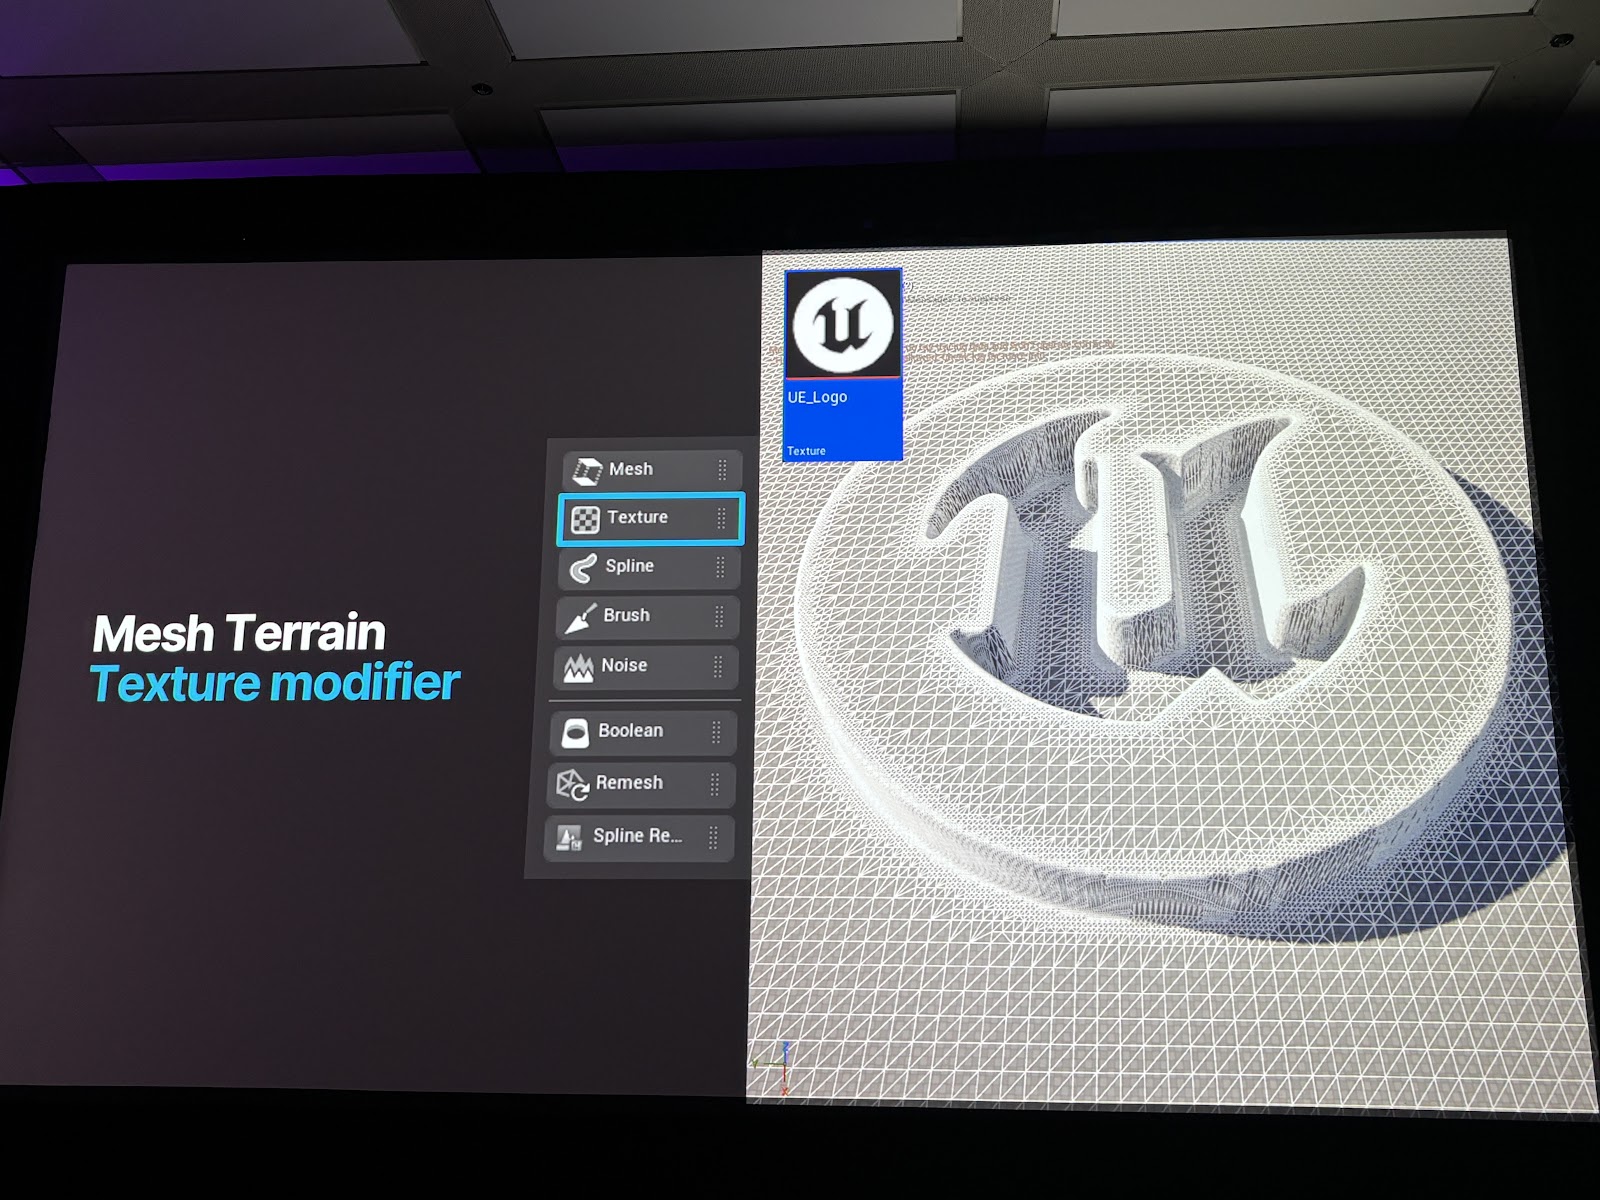 Mesh Terrain
Texture modifier
Mesh
Texture
Spline
Brush
Noise
Boolean
Remesh
Spline Re...
UE_Logo
Texture
Z